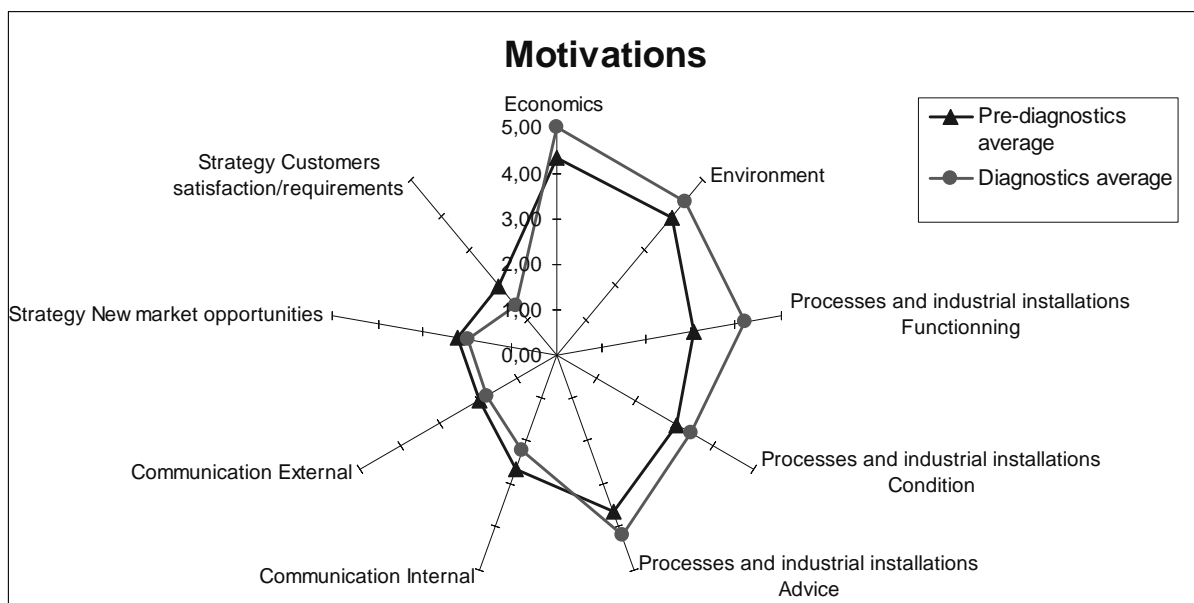 Motivations
Economics
5,00
4,00
3,00
2,00
1,00
0,00
Pre-diagnostics
average
Diagnostics average
Environment
Processes and industrial installations
Functionning
Processes and industrial installations
Condition
Processes and industrial installations
Advice
Communication Internal
Communication External
Strategy New market opportunities
Strategy Customers
satisfaction/requirements